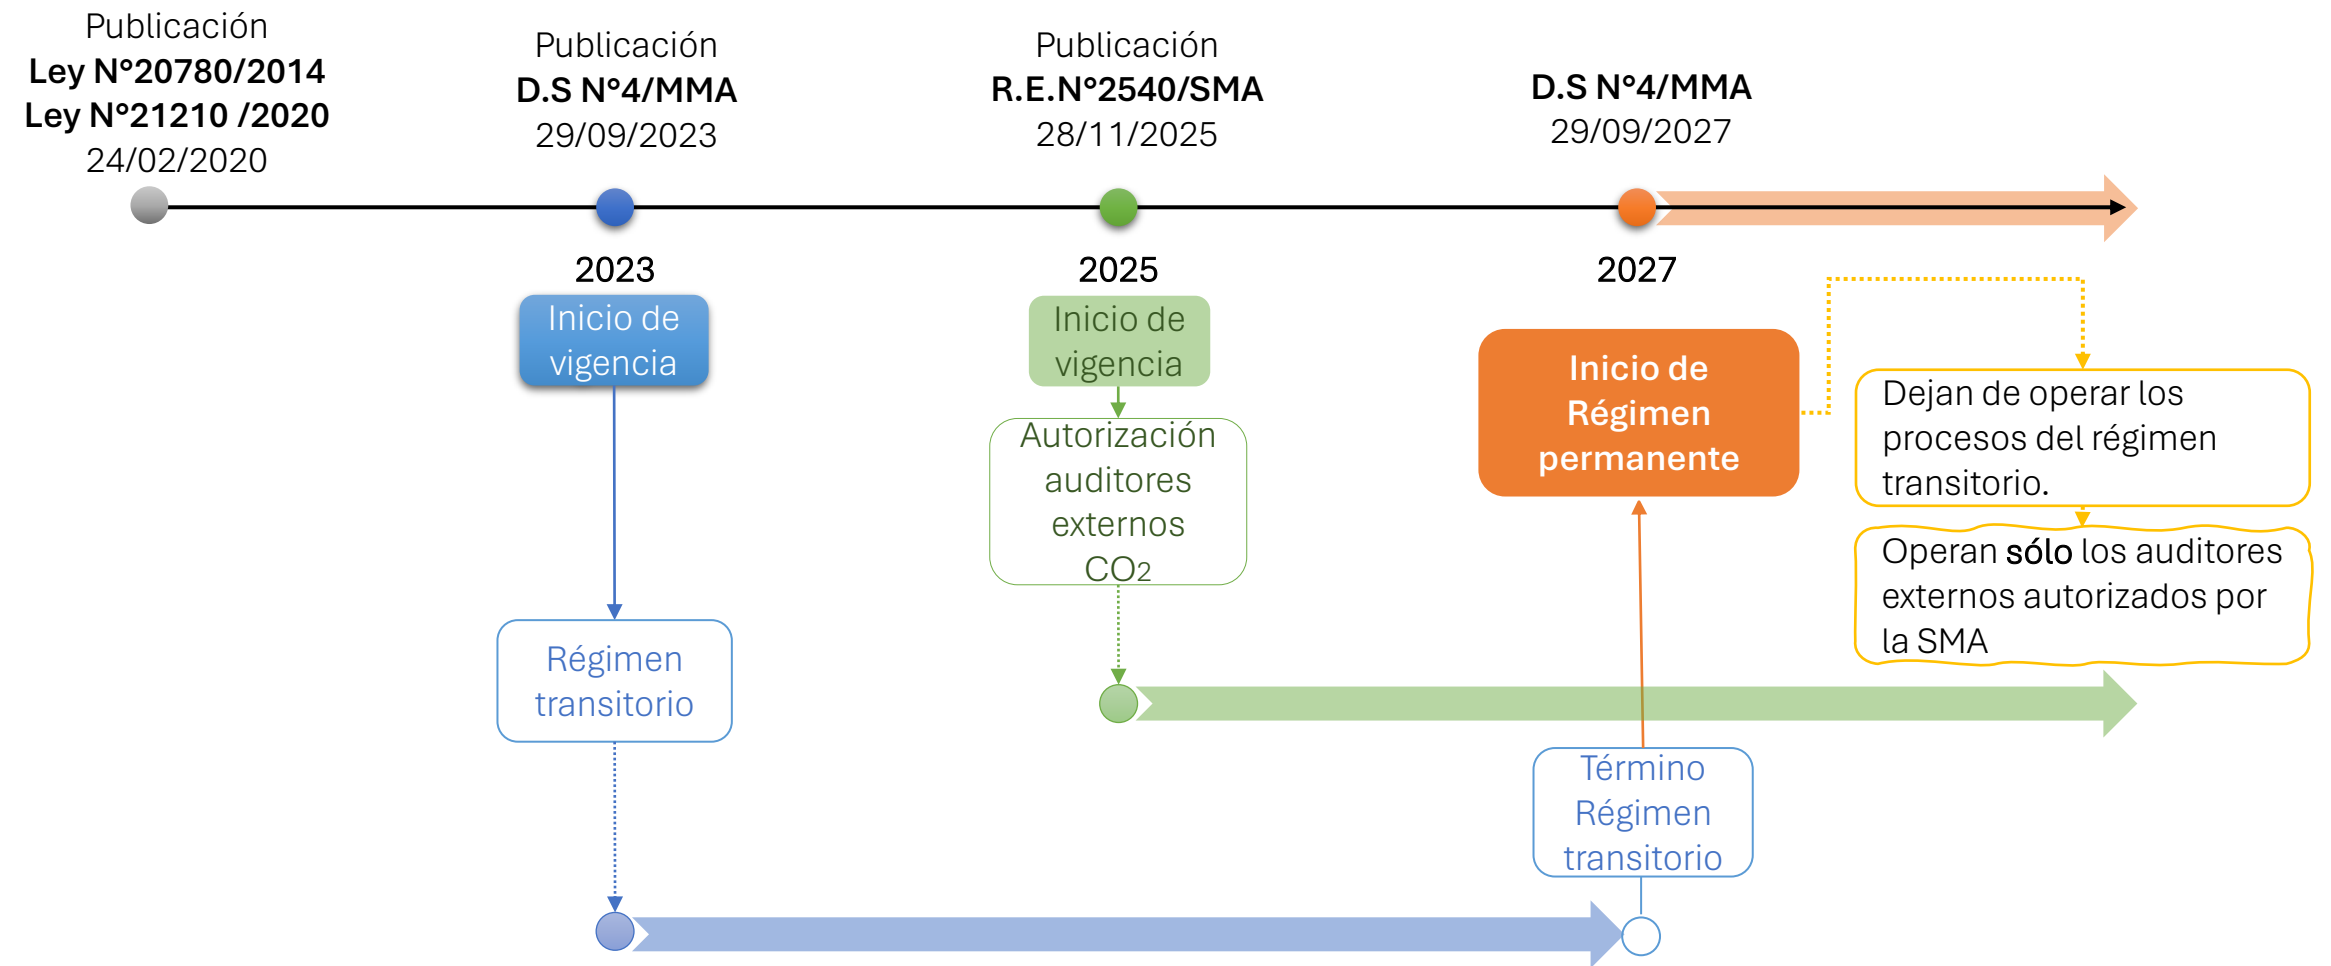 Publicación
Ley N°20780/2014
Ley N°21210 /2020
24/02/2020
Publicación
D.S N°4/MMA
29/09/2023
Publicación
R.E.N°2540/SMA
28/11/2025
D.S N°4/MMA
29/09/2027
2023
Inicio de
vigencia
Régimen
transitorio
2025
Inicio de
vigencia
Autorización
auditores
externos
CO2
2027
Inicio de
Régimen
permanente
Término
Régimen
transitorio
Dejan de operar los
procesos del régimen
transitorio.
Operan sólo los auditores
externos autorizados por
la SMA